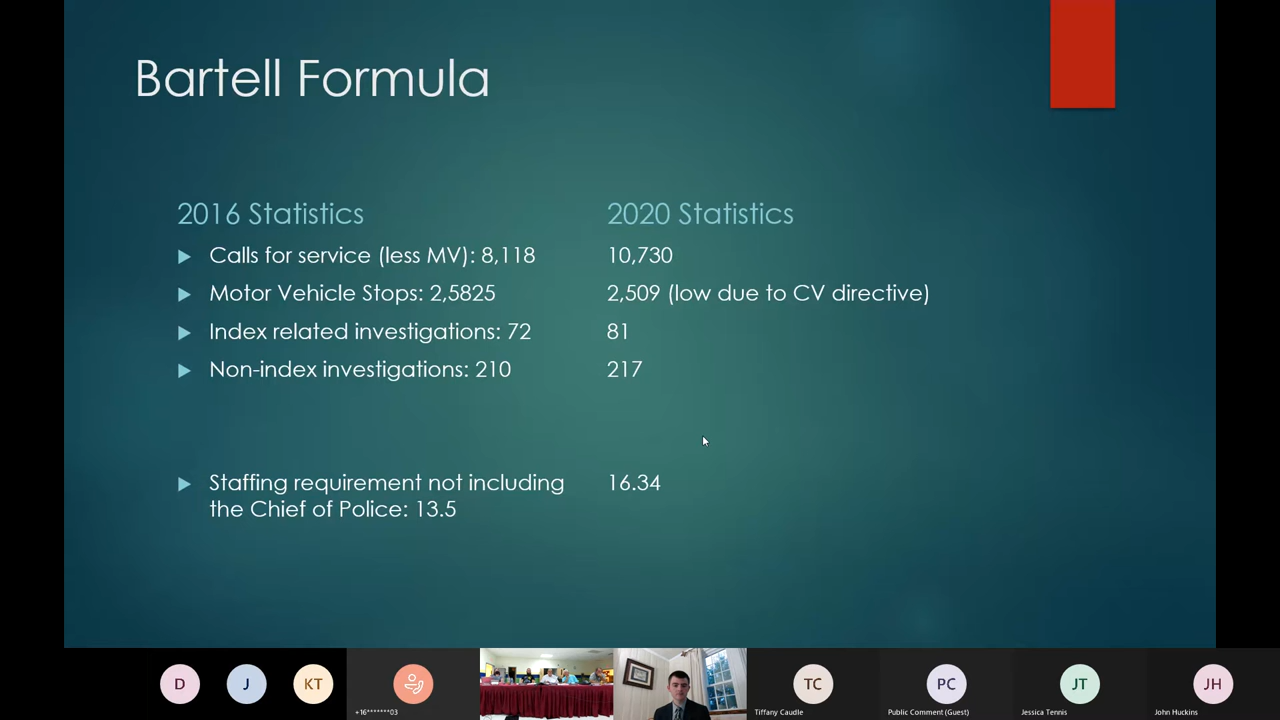 Bartell Formula
2016 Statistics
2020 Statistics
Calls for service (less MV): 8,118
10,730
Motor Vehicle Stops: 2,5825
2,509 (low due to CV directive)
Index related investigations: 72
81
Non-index investigations: 210
217
Staffing requirement not including
the Chief of Police: 13.5
16.34
D
J
KT
+16*******03
TC
Tiffany Caudle
PC
Public Comment (Guest)
JT
Jessica Tennis
JH
John Huckins